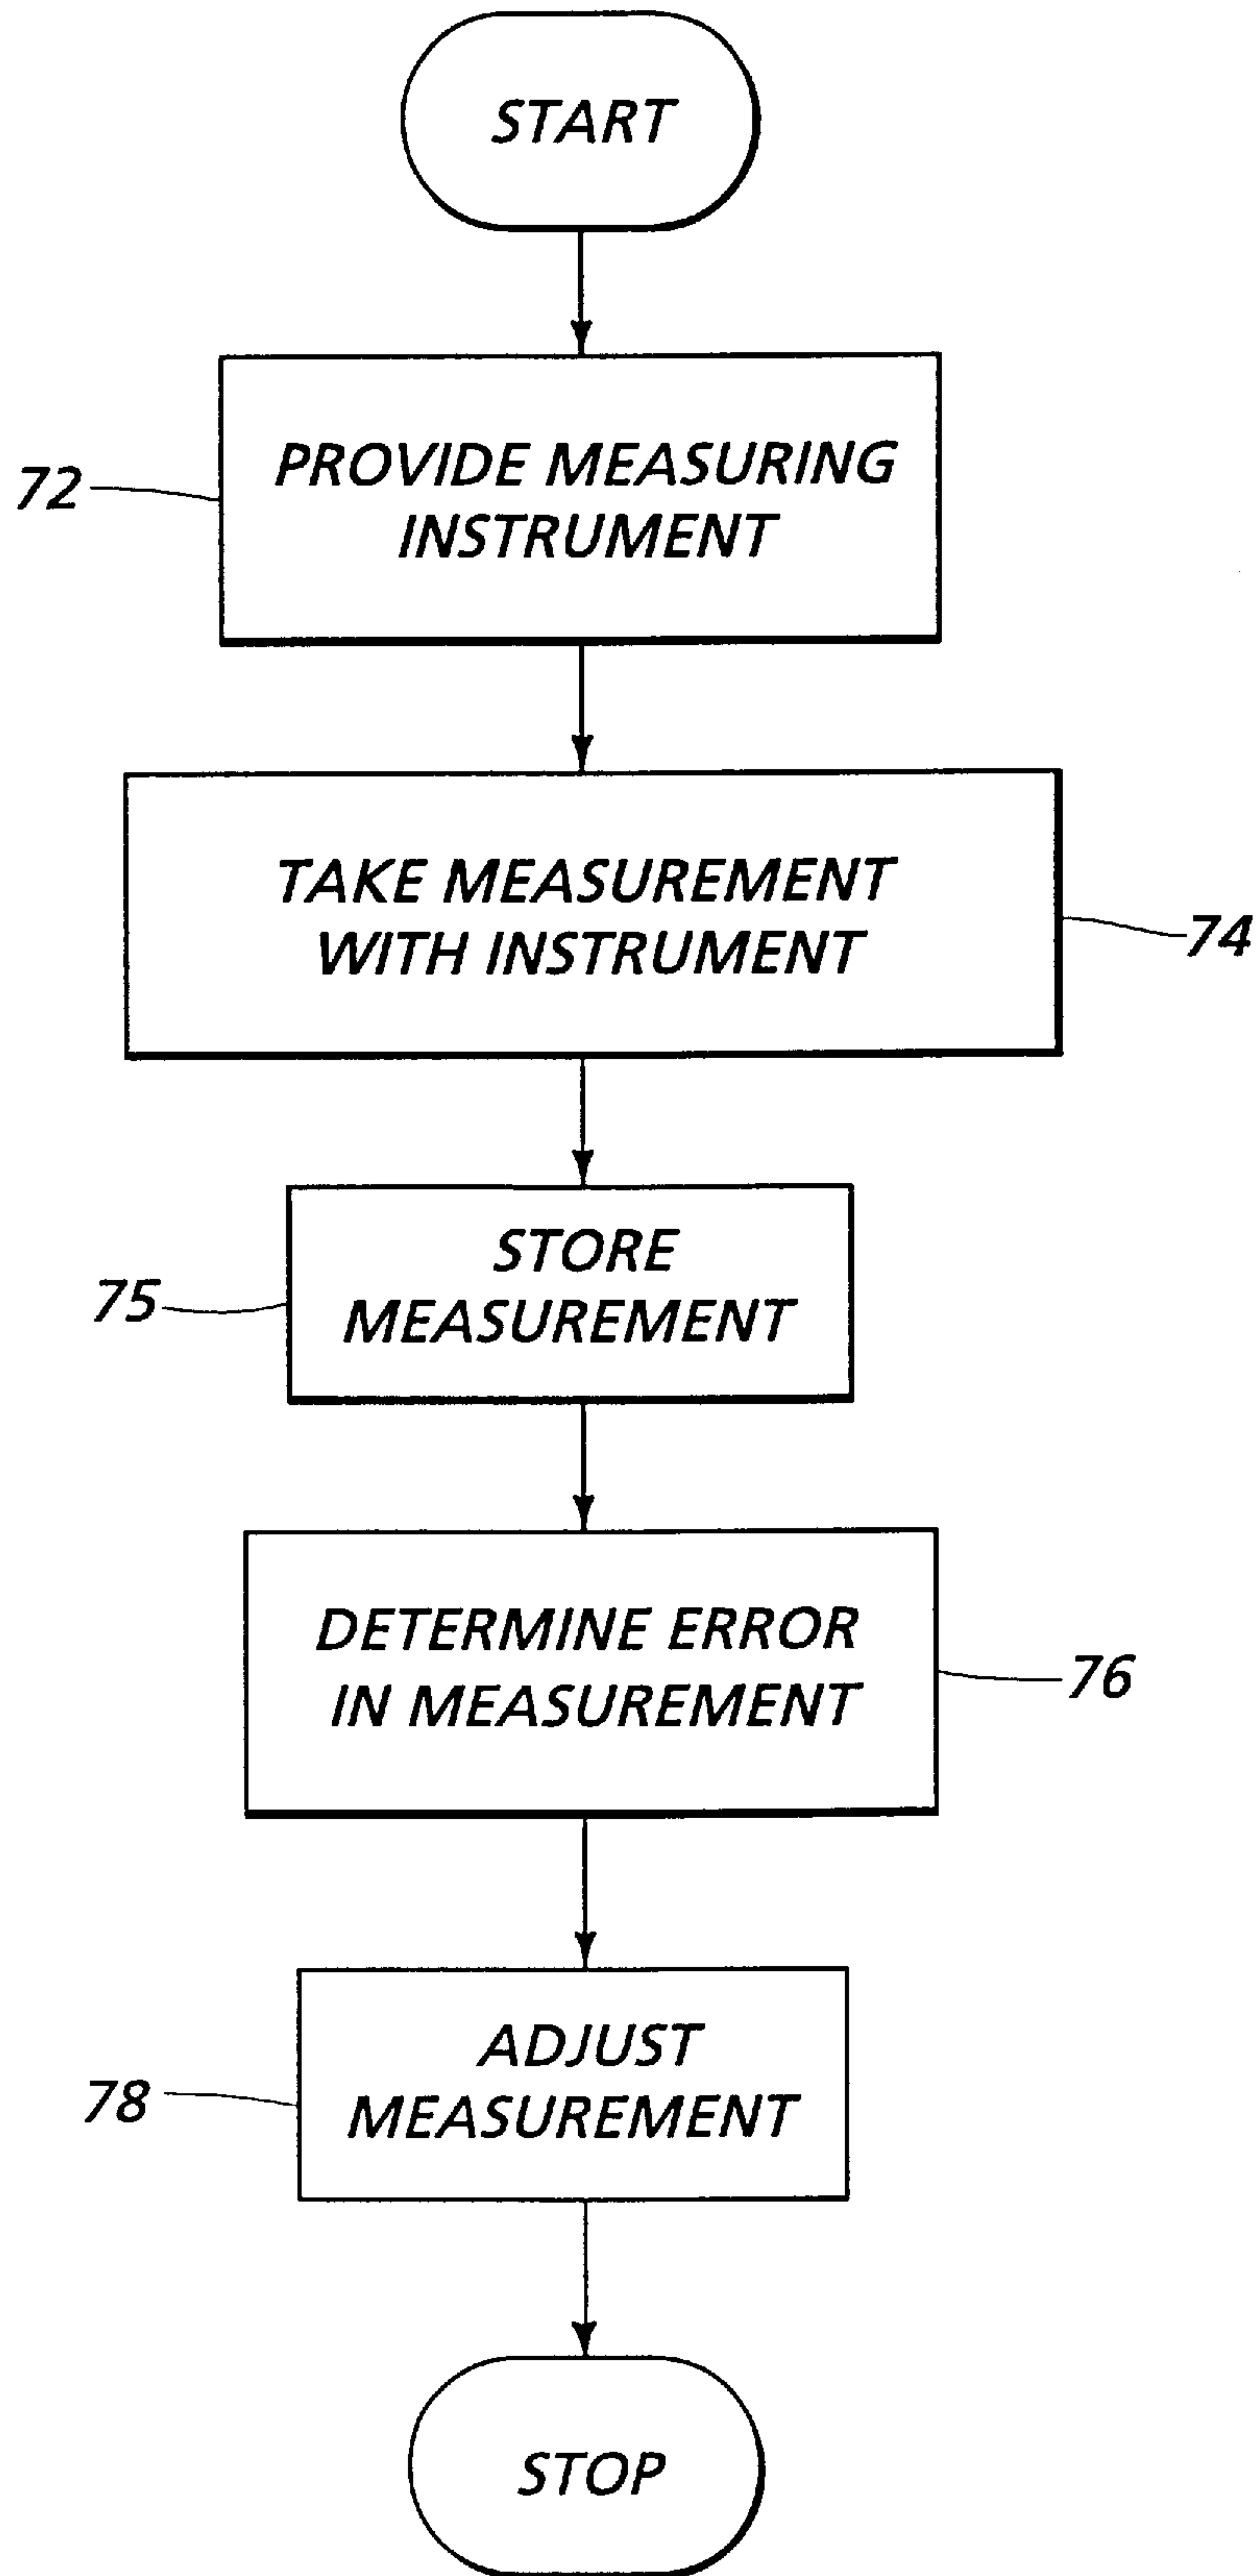 START
PROVIDE MEASURING
INSTRUMENT
72
TAKE MEASUREMENT
WITH INSTRUMENT
74
STORE
MEASUREMENT
75
DETERMINE ERROR
IN MEASUREMENT
76
ADJUST
MEASUREMENT
78
STOP